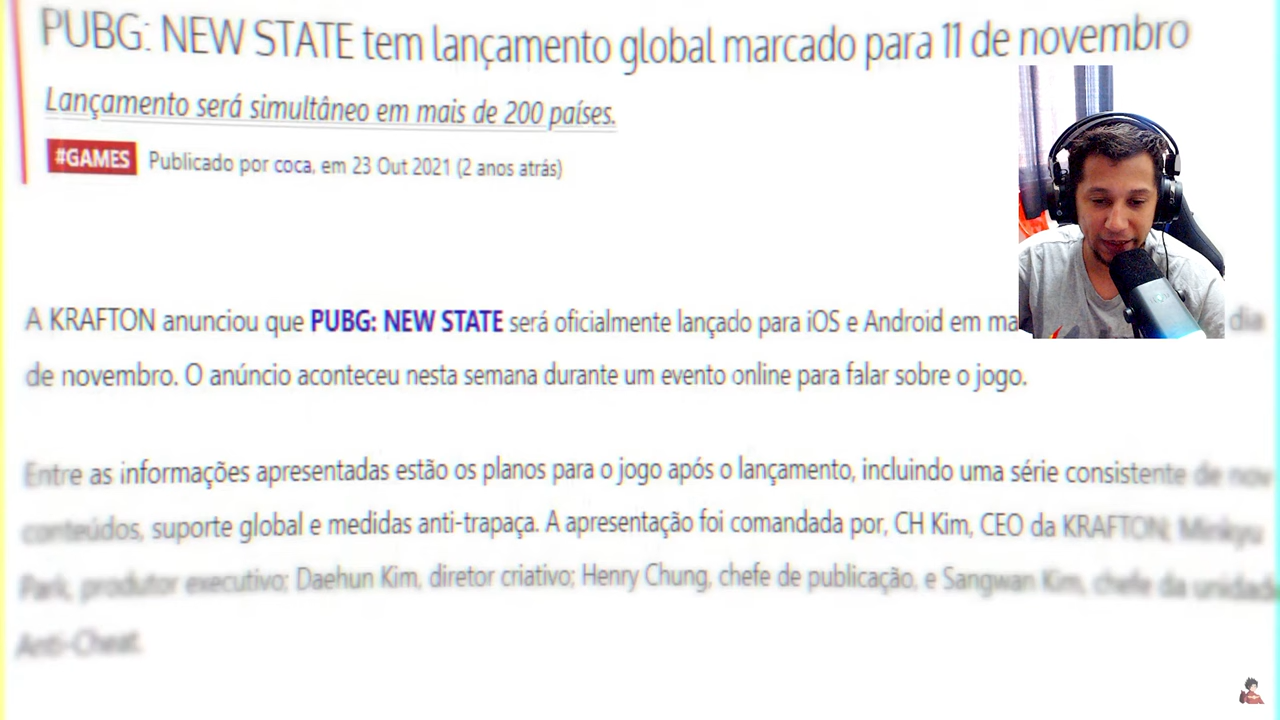 PUBG: NEW STATE tem lançamento global marcado para 11 de novembro
Lançamento será simultâneo em mais de 200 países.
#GAMES Publicado por coca, em 23 Out 2021 (2 anos atrás)
A KRAFTON anunciou que PUBG: NEW STATE será oficialmente lançado para iOS e Android em ma dia
de novembro. O anúncio aconteceu nesta semana durante um evento online para falar sobre o jogo.
Entre as informações apresentadas estão os planos para o jogo após o lançamento, incluindo uma série consistente de nov
conteúdos, suporte global e medidas anti-trapaça. A apresentação foi comandada por, CH Kim, CEO da KRAFTON; Minkyu
Park, produtor executivo; Daehun Kim, diretor criativo; Henry Chung, chefe de publicação, e Sangwan Kim, chefe da unidade
Anti-Cheat.